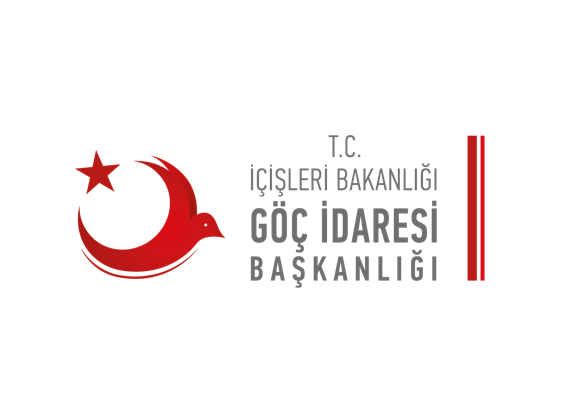 T.C.
İÇİŞLERİ BAKANLIĞI
GÖÇ İDARESİ
BAŞKANLIĞI